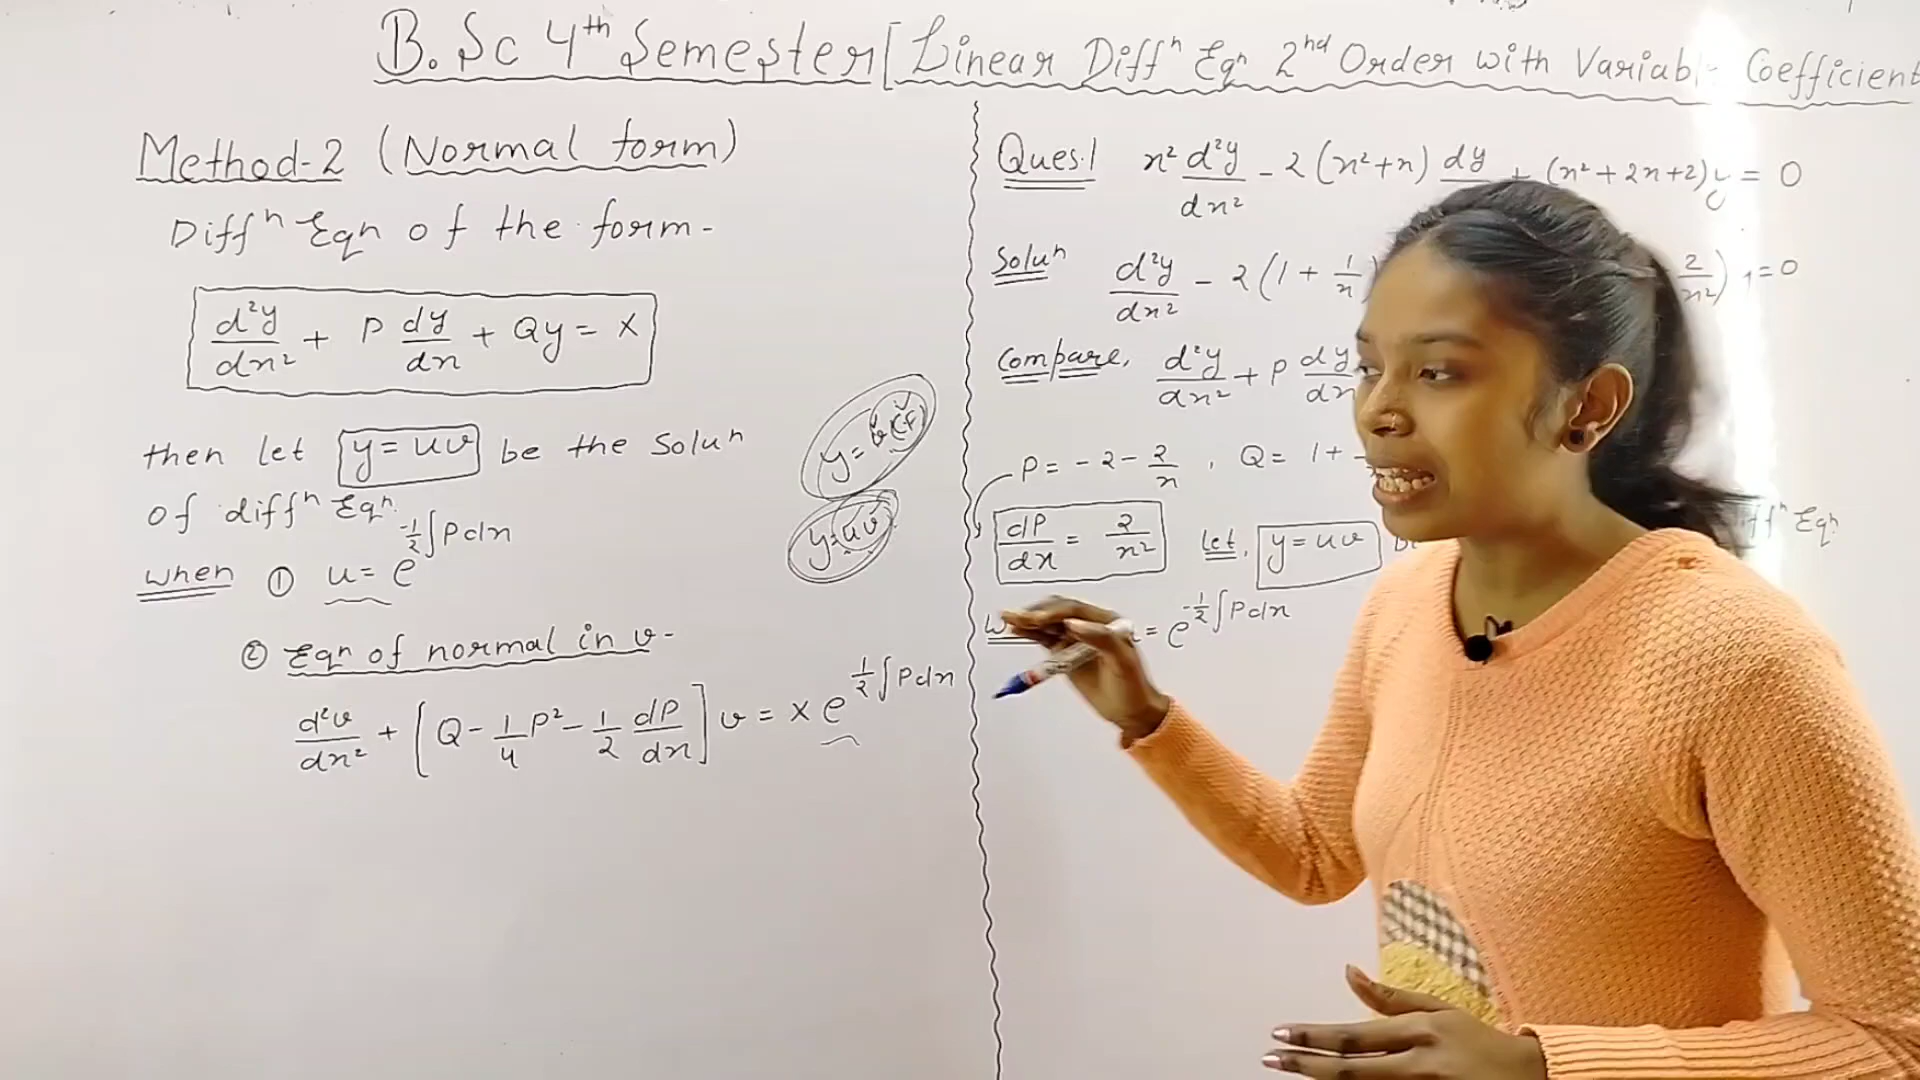 B.Sc 4th Semester [Linear Diffn Eqn 2nd Order with Variabl Coefficient
Method-2 (Normal form)
Diffn Eqn of the form-
d²y/dx² + P dy/dx + Qy = X
then let y = uv be the Solun
of diffn Eqn.
when ① u = e^(-1/2 ∫Pdx)
② Eqn of normal in v-
d²v/dx² + [Q - 1/4 P² - 1/2 dP/dx] v = X e^(1/2 ∫Pdx)
y=
y=uv
Ques.1 x² d²y/dx² - 2(x²+x) dy + (x²+2x+2)y = 0
Solun d²y/dx² - 2(1 + 1/x) 2/x²) = 0
Compare, d²y/dx² + P dy/dx
P = -2 - 2/x , Q = 1 +
dP/dx = 2/x² Let, y = uv Eqn
= e^(-1/2 ∫Pdx)